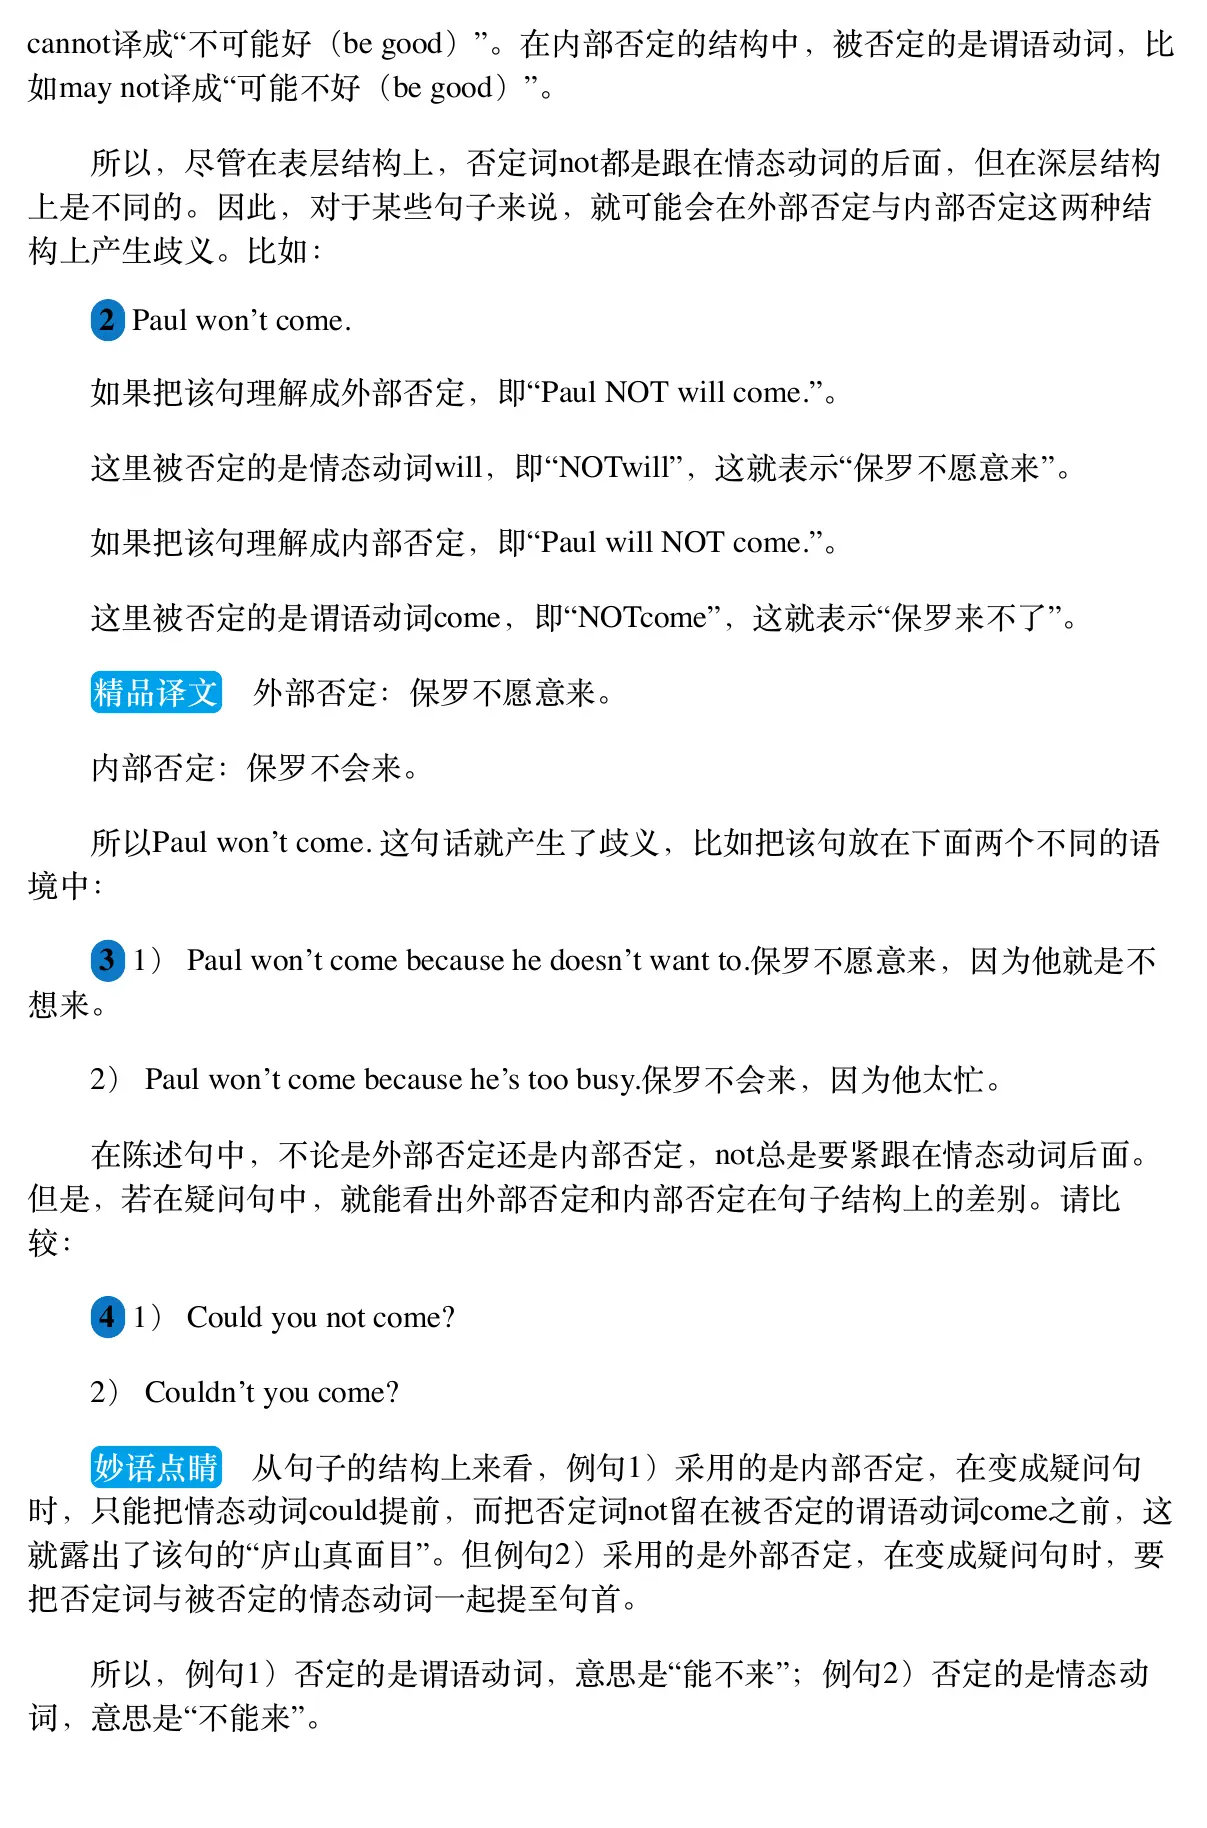 cannot译成“不可能好（be good）”。在内部否定的结构中，被否定的是谓语动词，比
如may not译成“可能不好（be good）”。
所以，尽管在表层结构上，否定词not都是跟在情态动词的后面，但在深层结构
上是不同的。因此，对于某些句子来说，就可能会在外部否定与内部否定这两种结
构上产生歧义。比如：
2 Paul won’t come.
如果把该句理解成外部否定，即“Paul NOT will come.”。
这里被否定的是情态动词will，即“NOTwill”，这就表示“保罗不愿意来”。
如果把该句理解成内部否定，即“Paul will NOT come.”。
这里被否定的是谓语动词come，即“NOTcome”，这就表示“保罗来不了”。
精品译文 外部否定：保罗不愿意来。
内部否定：保罗不会来。
所以Paul won’t come. 这句话就产生了歧义，比如把该句放在下面两个不同的语
境中：
3 1） Paul won’t come because he doesn’t want to.保罗不愿意来，因为他就是不
想来。
2） Paul won’t come because he’s too busy.保罗不会来，因为他太忙。
在陈述句中，不论是外部否定还是内部否定，not总是要紧跟在情态动词后面。
但是，若在疑问句中，就能看出外部否定和内部否定在句子结构上的差别。请比
较：
4 1） Could you not come?
2） Couldn’t you come?
妙语点睛 从句子的结构上来看，例句1）采用的是内部否定，在变成疑问句
时，只能把情态动词could提前，而把否定词not留在被否定的谓语动词come之前，这
就露出了该句的“庐山真面目”。但例句2）采用的是外部否定，在变成疑问句时，要
把否定词与被否定的情态动词一起提至句首。
所以，例句1）否定的是谓语动词，意思是“能不来”；例句2）否定的是情态动
词，意思是“不能来”。